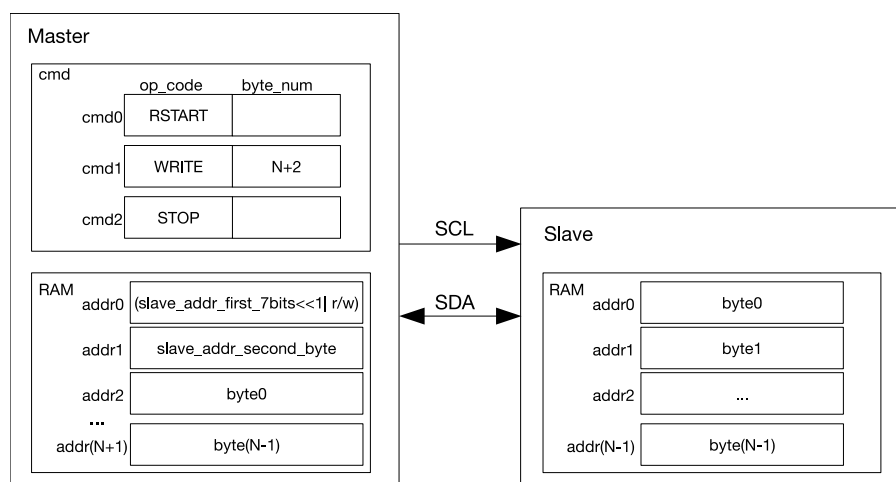 Master
cmd
op_code byte_num
cmd0 RSTART
cmd1 WRITE N+2
cmd2 STOP
RAM
addr0 (slave_addr_first_7bits<<1| r/w)
addr1 slave_addr_second_byte
addr2 byte0
...
addr(N+1) byte(N-1)
SCL
SDA
Slave
RAM
addr0 byte0
addr1 byte1
addr2 ...
addr(N-1) byte(N-1)